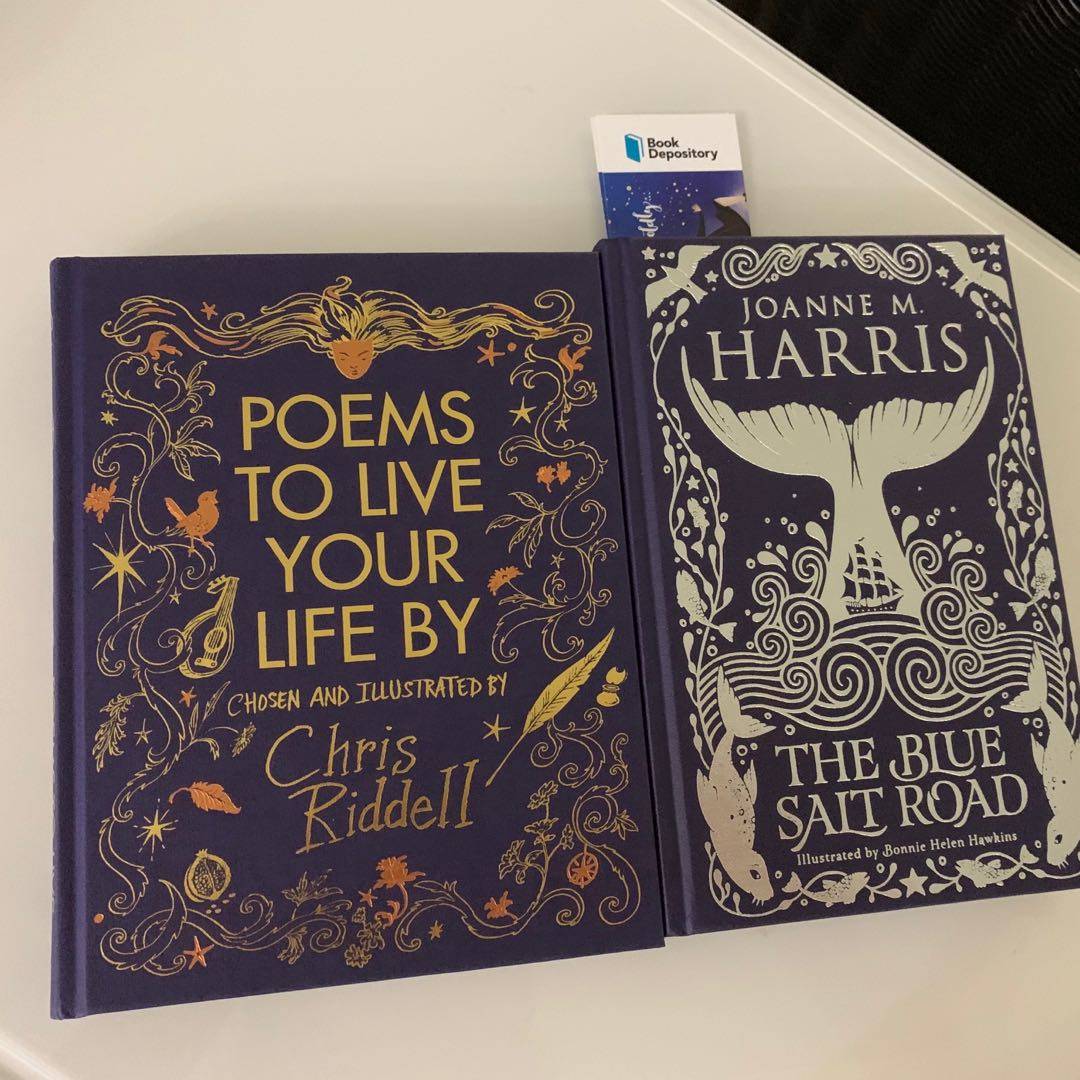 Book
Depository
POEMS
TO LIVE
YOUR
LIFE BY
CHOSEN AND ILLUSTRATED BY
Chris
Riddell
JOANNE M.
HARRIS
THE BLUE
SALT ROAD
Illustrated by Bonnie Helen Hawkins